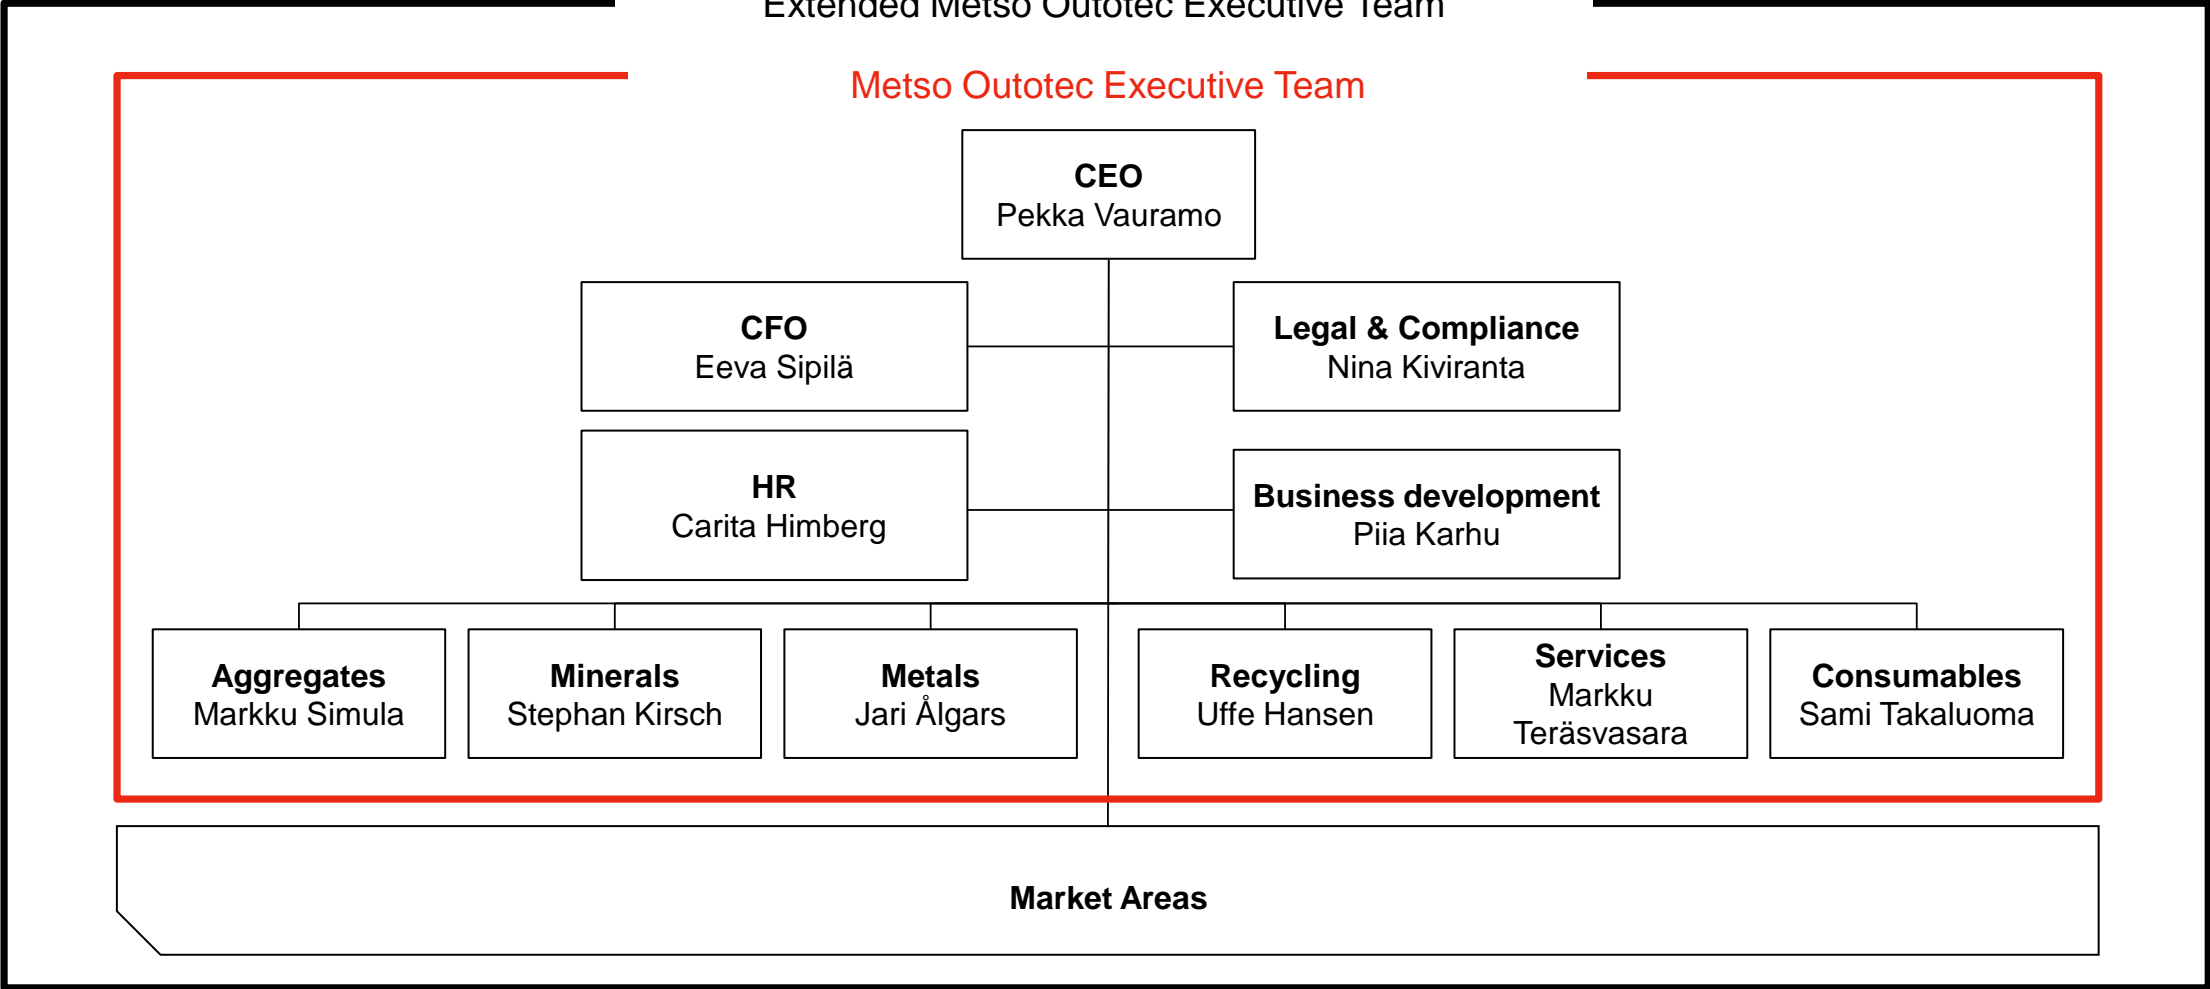 Extended Metso Outotec Executive Team
Metso Outotec Executive Team
CEO
Pekka Vauramo
CFO
Eeva Sipilä
Legal & Compliance
Nina Kiviranta
HR
Carita Himberg
Business development
Piia Karhu
Aggregates
Markku Simula
Minerals
Stephan Kirsch
Metals
Jari Ålgars
Recycling
Uffe Hansen
Services
Markku
Teräsvasara
Consumables
Sami Takaluoma
Market Areas